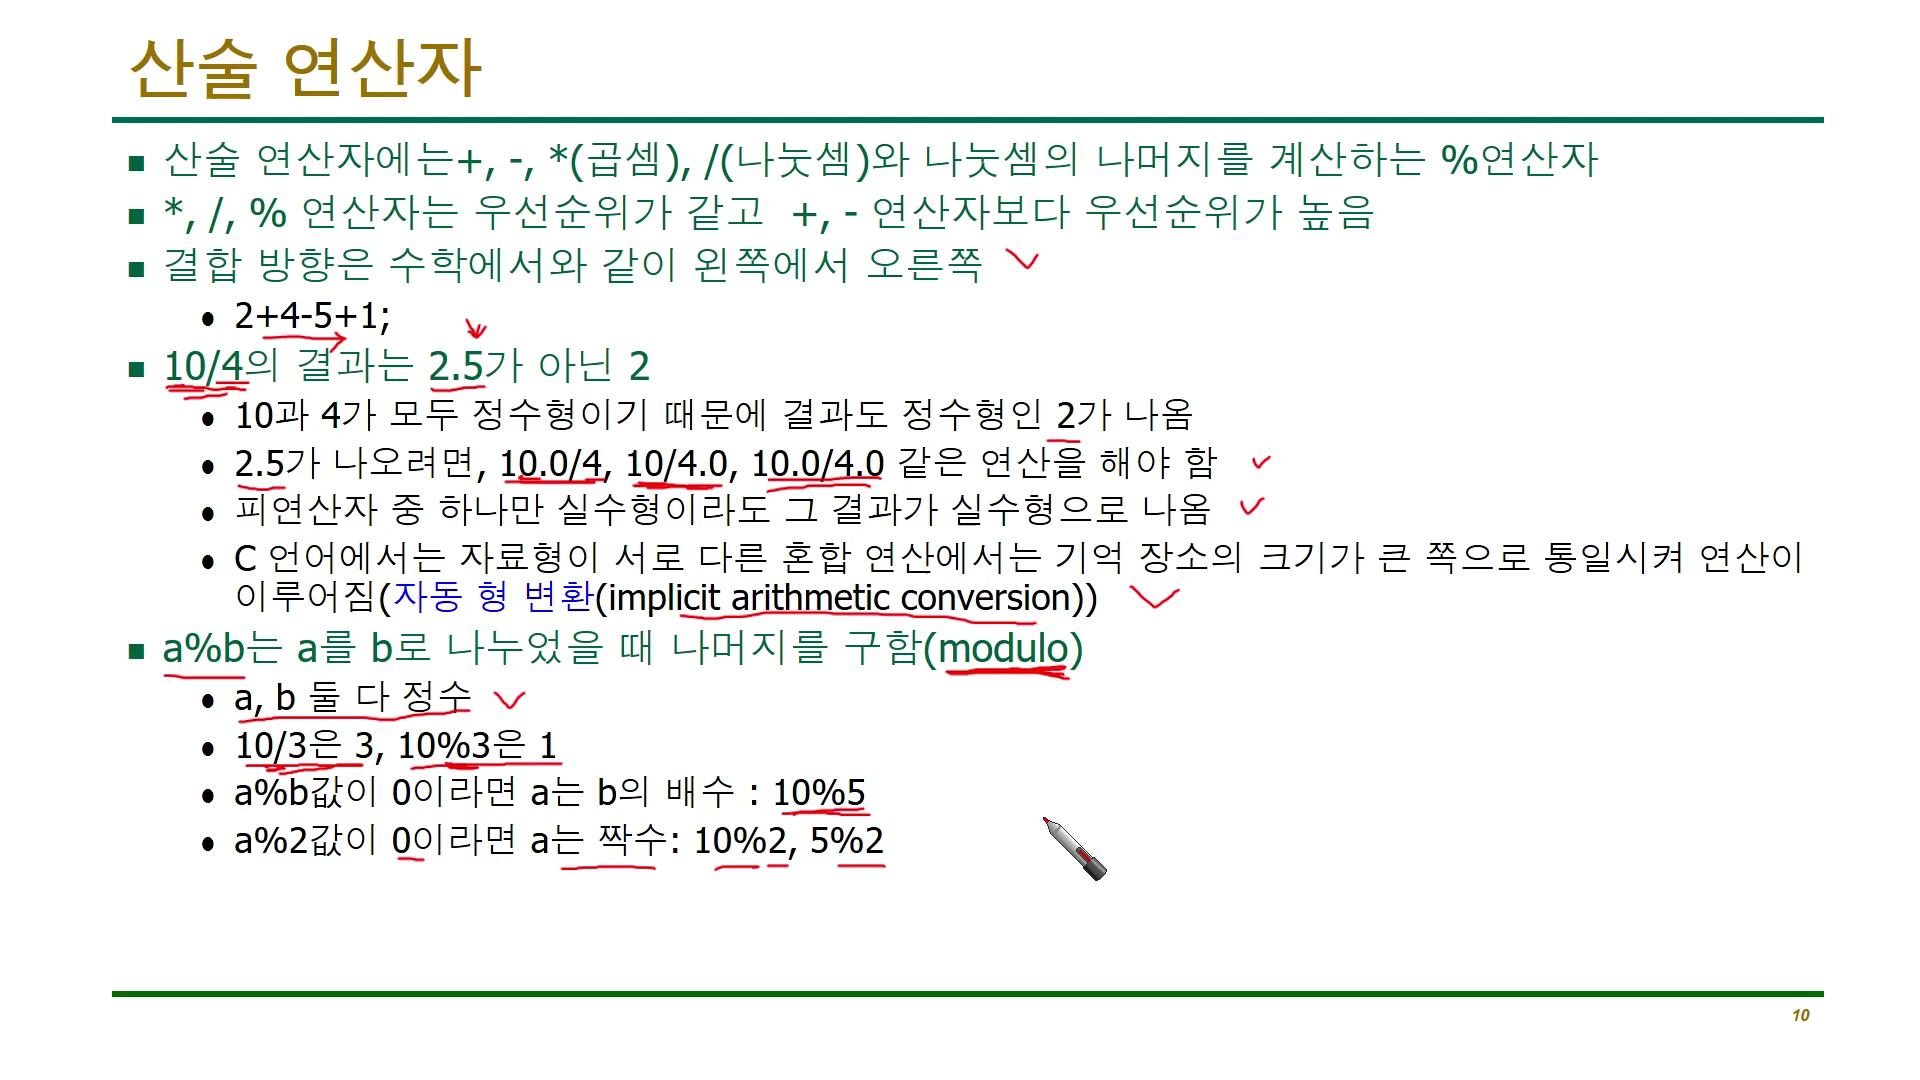 산술 연산자
■ 산술 연산자에는+, -, *(곱셈), /(나눗셈)와 나눗셈의 나머지를 계산하는 %연산자
■ *, /, % 연산자는 우선순위가 같고 +, - 연산자보다 우선순위가 높음
■ 결합 방향은 수학에서와 같이 왼쪽에서 오른쪽
● 2+4-5+1;
■ 10/4의 결과는 2.5가 아닌 2
● 10과 4가 모두 정수형이기 때문에 결과도 정수형인 2가 나옴
● 2.5가 나오려면, 10.0/4, 10/4.0, 10.0/4.0 같은 연산을 해야 함
● 피연산자 중 하나만 실수형이라도 그 결과가 실수형으로 나옴
● C 언어에서는 자료형이 서로 다른 혼합 연산에서는 기억 장소의 크기가 큰 쪽으로 통일시켜 연산이
이루어짐(자동 형 변환(implicit arithmetic conversion))
■ a%b는 a를 b로 나누었을 때 나머지를 구함(modulo)
● a, b 둘 다 정수
● 10/3은 3, 10%3은 1
● a%b값이 0이라면 a는 b의 배수 : 10%5
● a%2값이 0이라면 a는 짝수: 10%2, 5%2
10